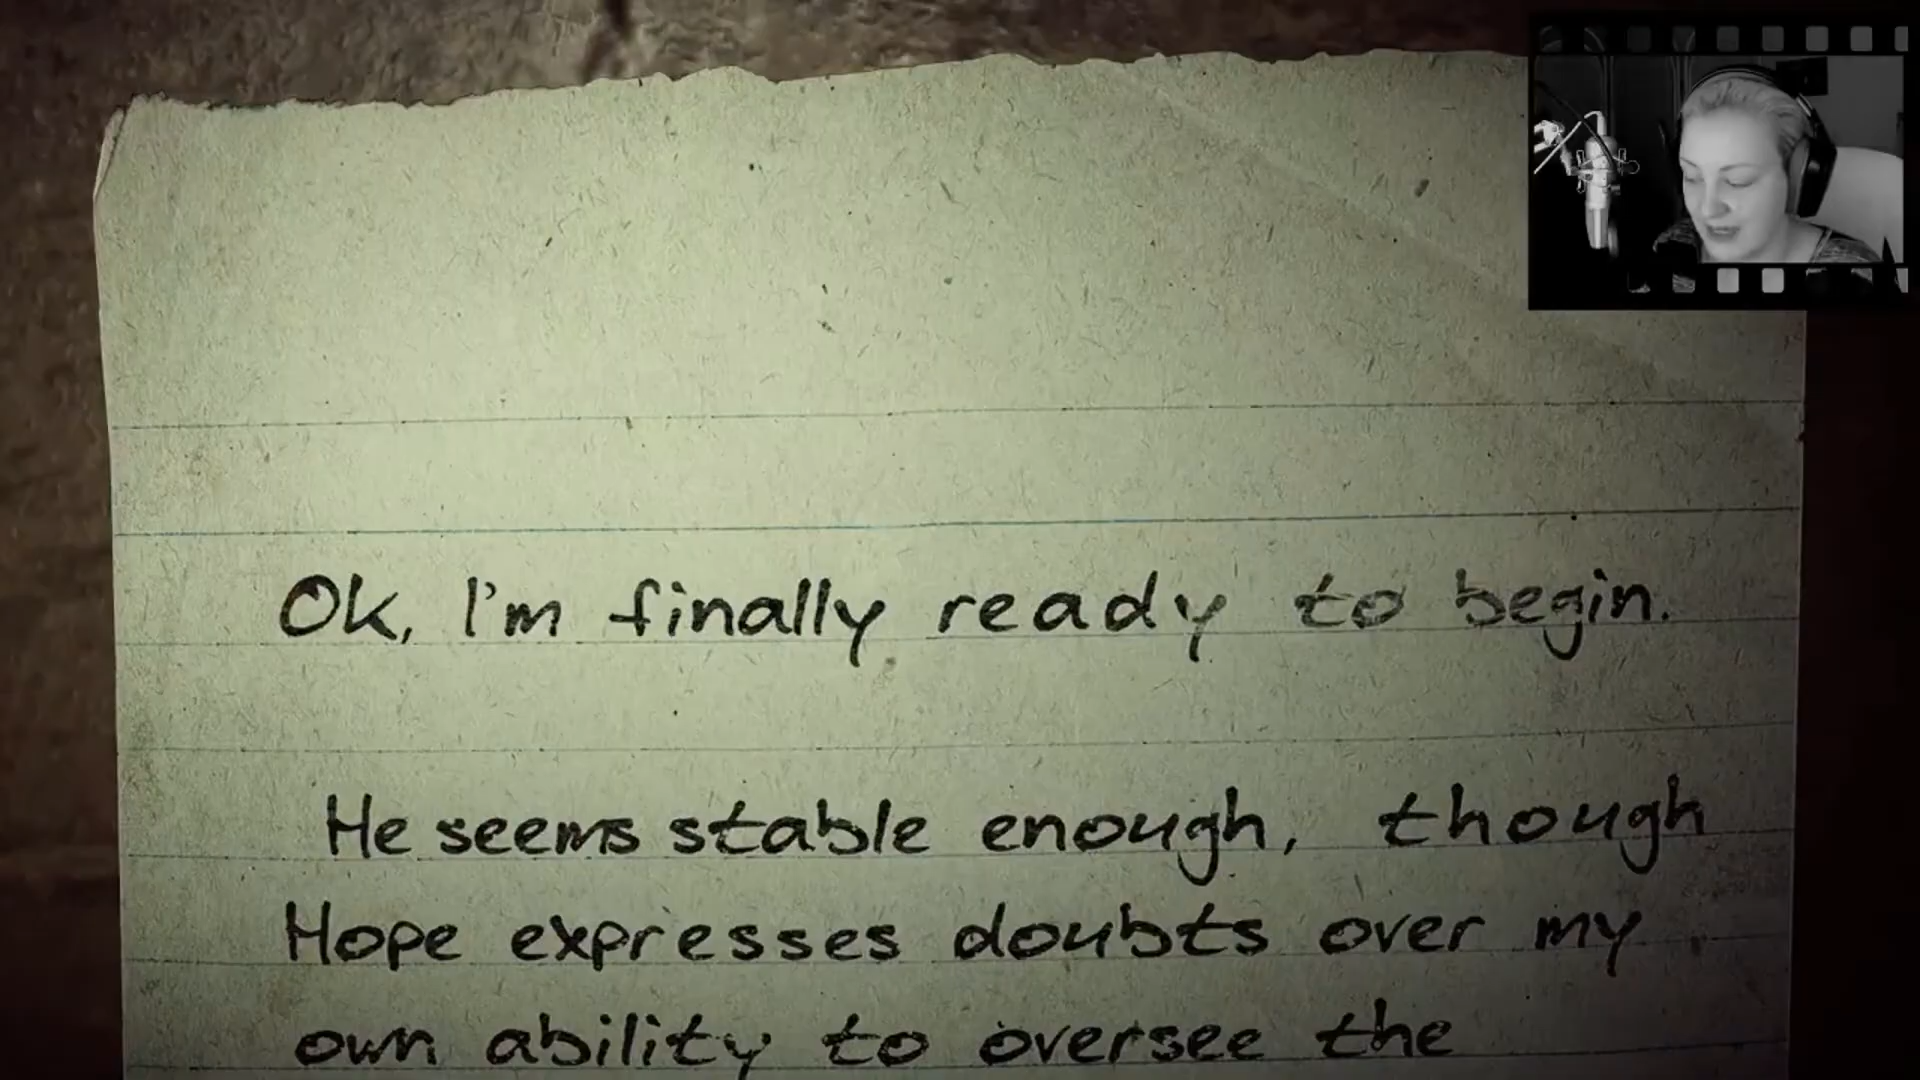 Ok, I'm finally ready to begin.
He seems stable enough, though
Hope expresses doubts over my
own ability to oversee the